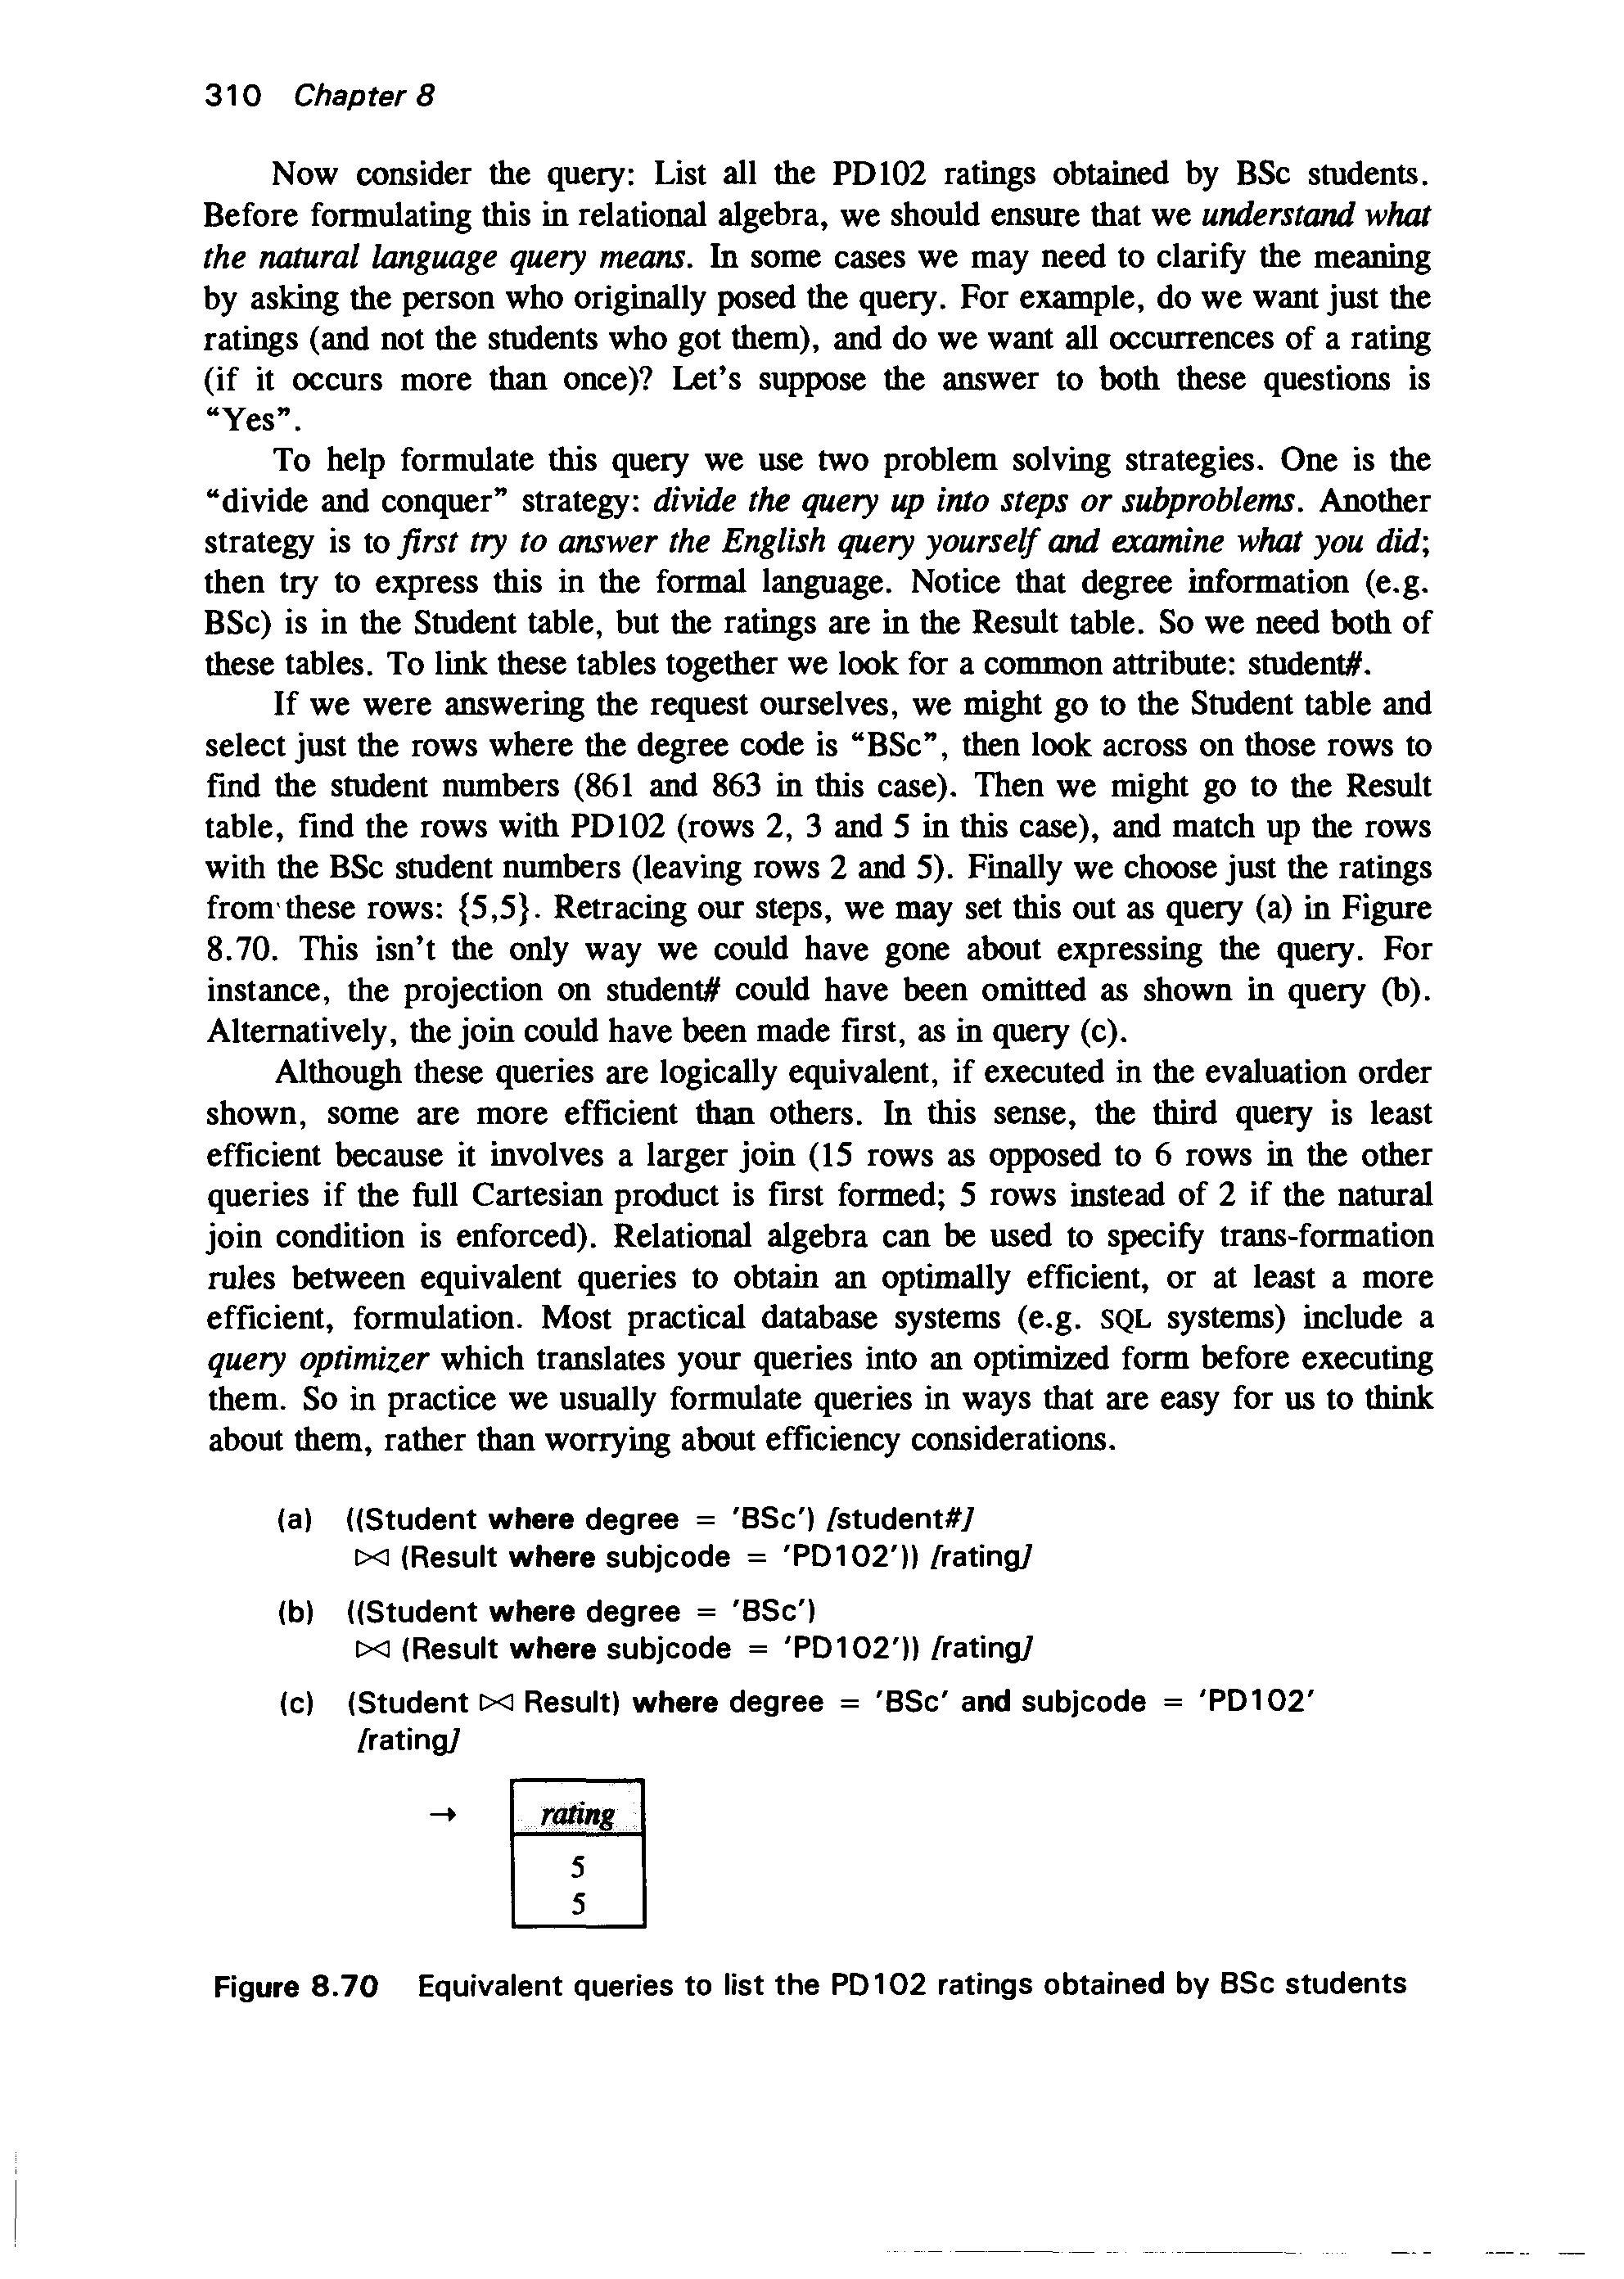 310 Chapter 8
Now consider the query: List all the PD102 ratings obtained by BSc students.
Before formulating this in relational algebra, we should ensure that we understand what
the natural language query means. In some cases we may need to clarify the meaning
by asking the person who originally posed the query. For example, do we want just the
ratings (and not the students who got them), and do we want all occurrences of a rating
(if it occurs more than once)? Let's suppose the answer to both these questions is
“Yes”.
To help formulate this query we use two problem solving strategies. One is the
“divide and conquer” strategy: divide the query up into steps or subproblems. Another
strategy is to first try to answer the English query yourself and examine what you did;
then try to express this in the formal language. Notice that degree information (e.g.
BSc) is in the Student table, but the ratings are in the Result table. So we need both of
these tables. To link these tables together we look for a common attribute: student#.
If we were answering the request ourselves, we might go to the Student table and
select just the rows where the degree code is “BSc”, then look across on those rows to
find the student numbers (861 and 863 in this case). Then we might go to the Result
table, find the rows with PD102 (rows 2, 3 and 5 in this case), and match up the rows
with the BSc student numbers (leaving rows 2 and 5). Finally we choose just the ratings
from these rows: {5,5}. Retracing our steps, we may set this out as query (a) in Figure
8.70. This isn't the only way we could have gone about expressing the query. For
instance, the projection on student# could have been omitted as shown in query (b).
Alternatively, the join could have been made first, as in query (c).
Although these queries are logically equivalent, if executed in the evaluation order
shown, some are more efficient than others. In this sense, the third query is least
efficient because it involves a larger join (15 rows as opposed to 6 rows in the other
queries if the full Cartesian product is first formed; 5 rows instead of 2 if the natural
join condition is enforced). Relational algebra can be used to specify trans-formation
rules between equivalent queries to obtain an optimally efficient, or at least a more
efficient, formulation. Most practical database systems (e.g. SQL systems) include a
query optimizer which translates your queries into an optimized form before executing
them. So in practice we usually formulate queries in ways that are easy for us to think
about them, rather than worrying about efficiency considerations.
(a) ((Student where degree = 'BSc') [student#]
⋈ (Result where subjcode = 'PD102')) [rating]
(b) ((Student where degree = 'BSc')
⋈ (Result where subjcode = 'PD102')) [rating]
(c) (Student ⋈ Result) where degree = 'BSc' and subjcode = 'PD102'
[rating]
→ rating
5
5
Figure 8.70 Equivalent queries to list the PD102 ratings obtained by BSc students